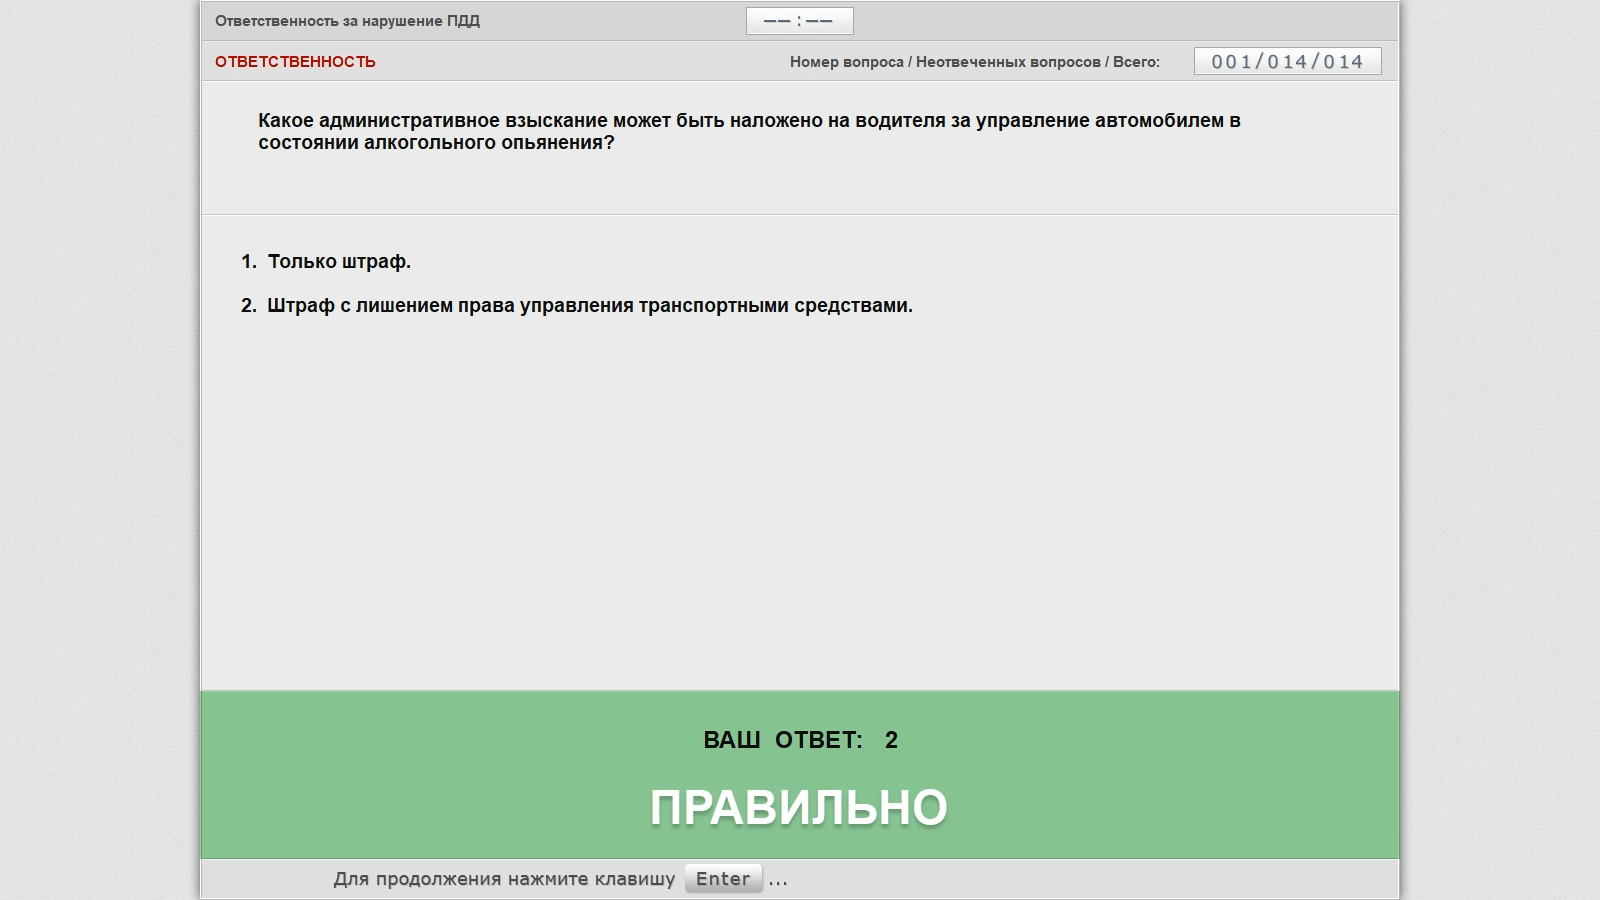 Ответственность за нарушение ПДД
––:––
ОТВЕТСТВЕННОСТЬ
Номер вопроса / Неотвеченных вопросов / Всего:
001/014/014
Какое административное взыскание может быть наложено на водителя за управление автомобилем в
состоянии алкогольного опьянения?
1. Только штраф.
2. Штраф с лишением права управления транспортными средствами.
ВАШ ОТВЕТ: 2
ПРАВИЛЬНО
Для продолжения нажмите клавишу Enter ...